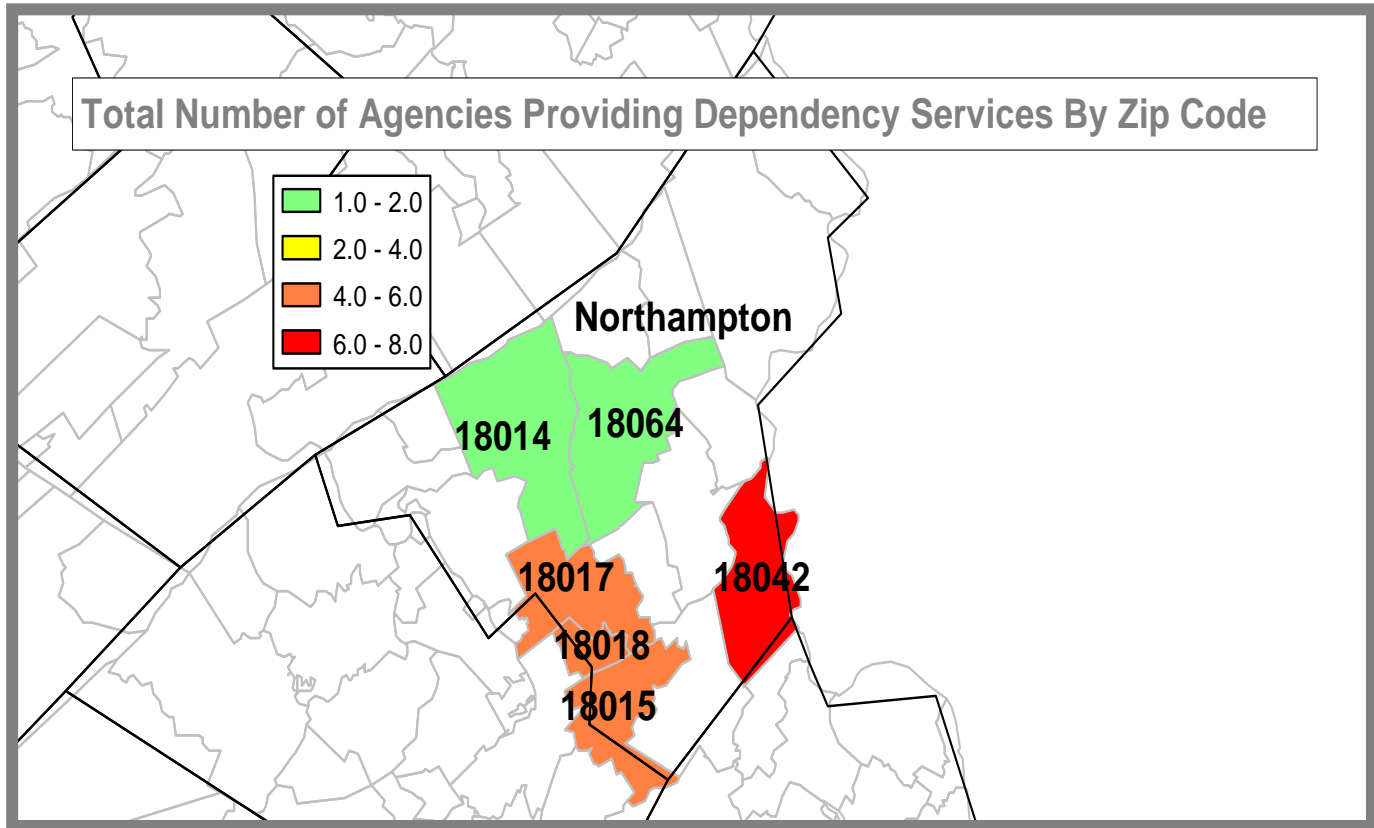 Total Number of Agencies Providing Dependency Services By Zip Code
1.0 - 2.0
2.0 - 4.0
4.0 - 6.0
6.0 - 8.0
Northampton
18014
18064
18017
18042
18018
18015